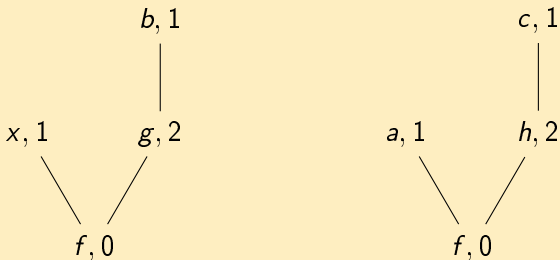 b, 1 c, 1
x, 1 g, 2 a, 1 h, 2
f, 0 f, 0